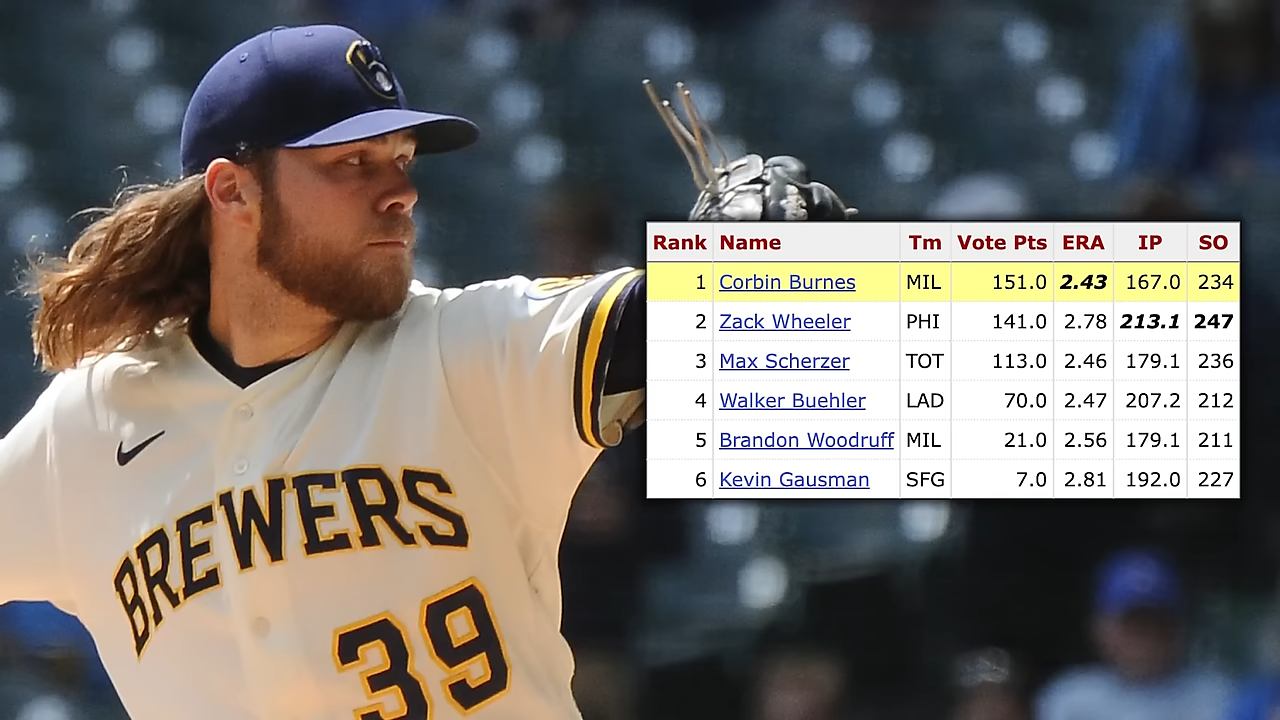 Rank Name Tm Vote Pts ERA IP SO
1 Corbin Burnes MIL 151.0 2.43 167.0 234
2 Zack Wheeler PHI 141.0 2.78 213.1 247
3 Max Scherzer TOT 113.0 2.46 179.1 236
4 Walker Buehler LAD 70.0 2.47 207.2 212
5 Brandon Woodruff MIL 21.0 2.56 179.1 211
6 Kevin Gausman SFG 7.0 2.81 192.0 227
BREWERS
39